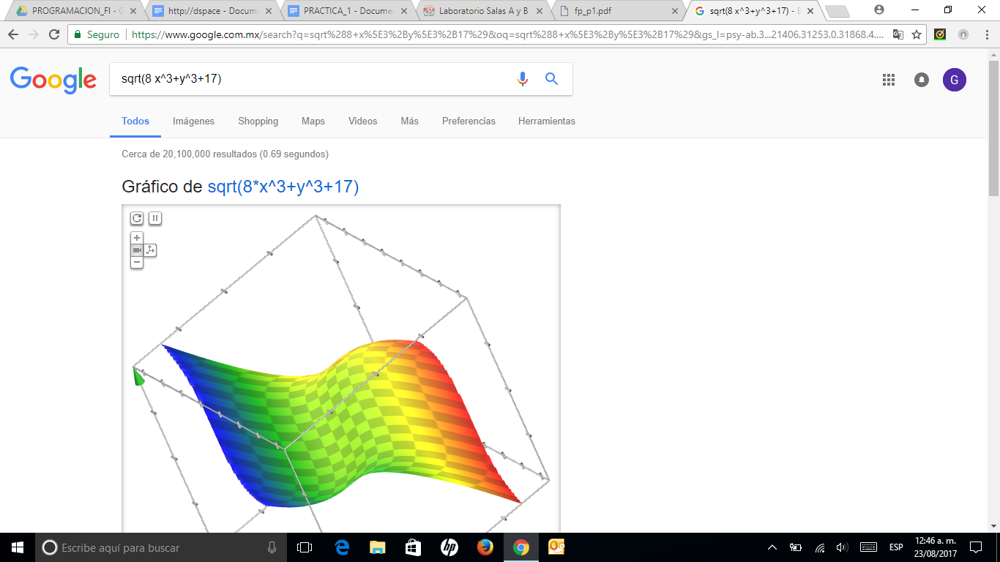 PROGRAMACION_FI - G
http://dspace - Docume
PRACTICA_1 - Documen
Laboratorio Salas A y B
fp_p1.pdf
sqrt(8 x^3+y^3+17) - B
Seguro
https://www.google.com.mx/search?q=sqrt%288+x%5E3%2By%5E3%2B17%29&oq=sqrt%288+x%5E3%2By%5E3%2B17%29&gs_l=psy-ab.3...21406.31253.0.31868.4....
Google
sqrt(8 x^3+y^3+17)
G
Todos
Imágenes
Shopping
Maps
Videos
Más
Preferencias
Herramientas
Cerca de 20,100,000 resultados (0.69 segundos)
Gráfico de sqrt(8*x^3+y^3+17)
Escribe aquí para buscar
hp
ESP
12:46 a. m.
23/08/2017